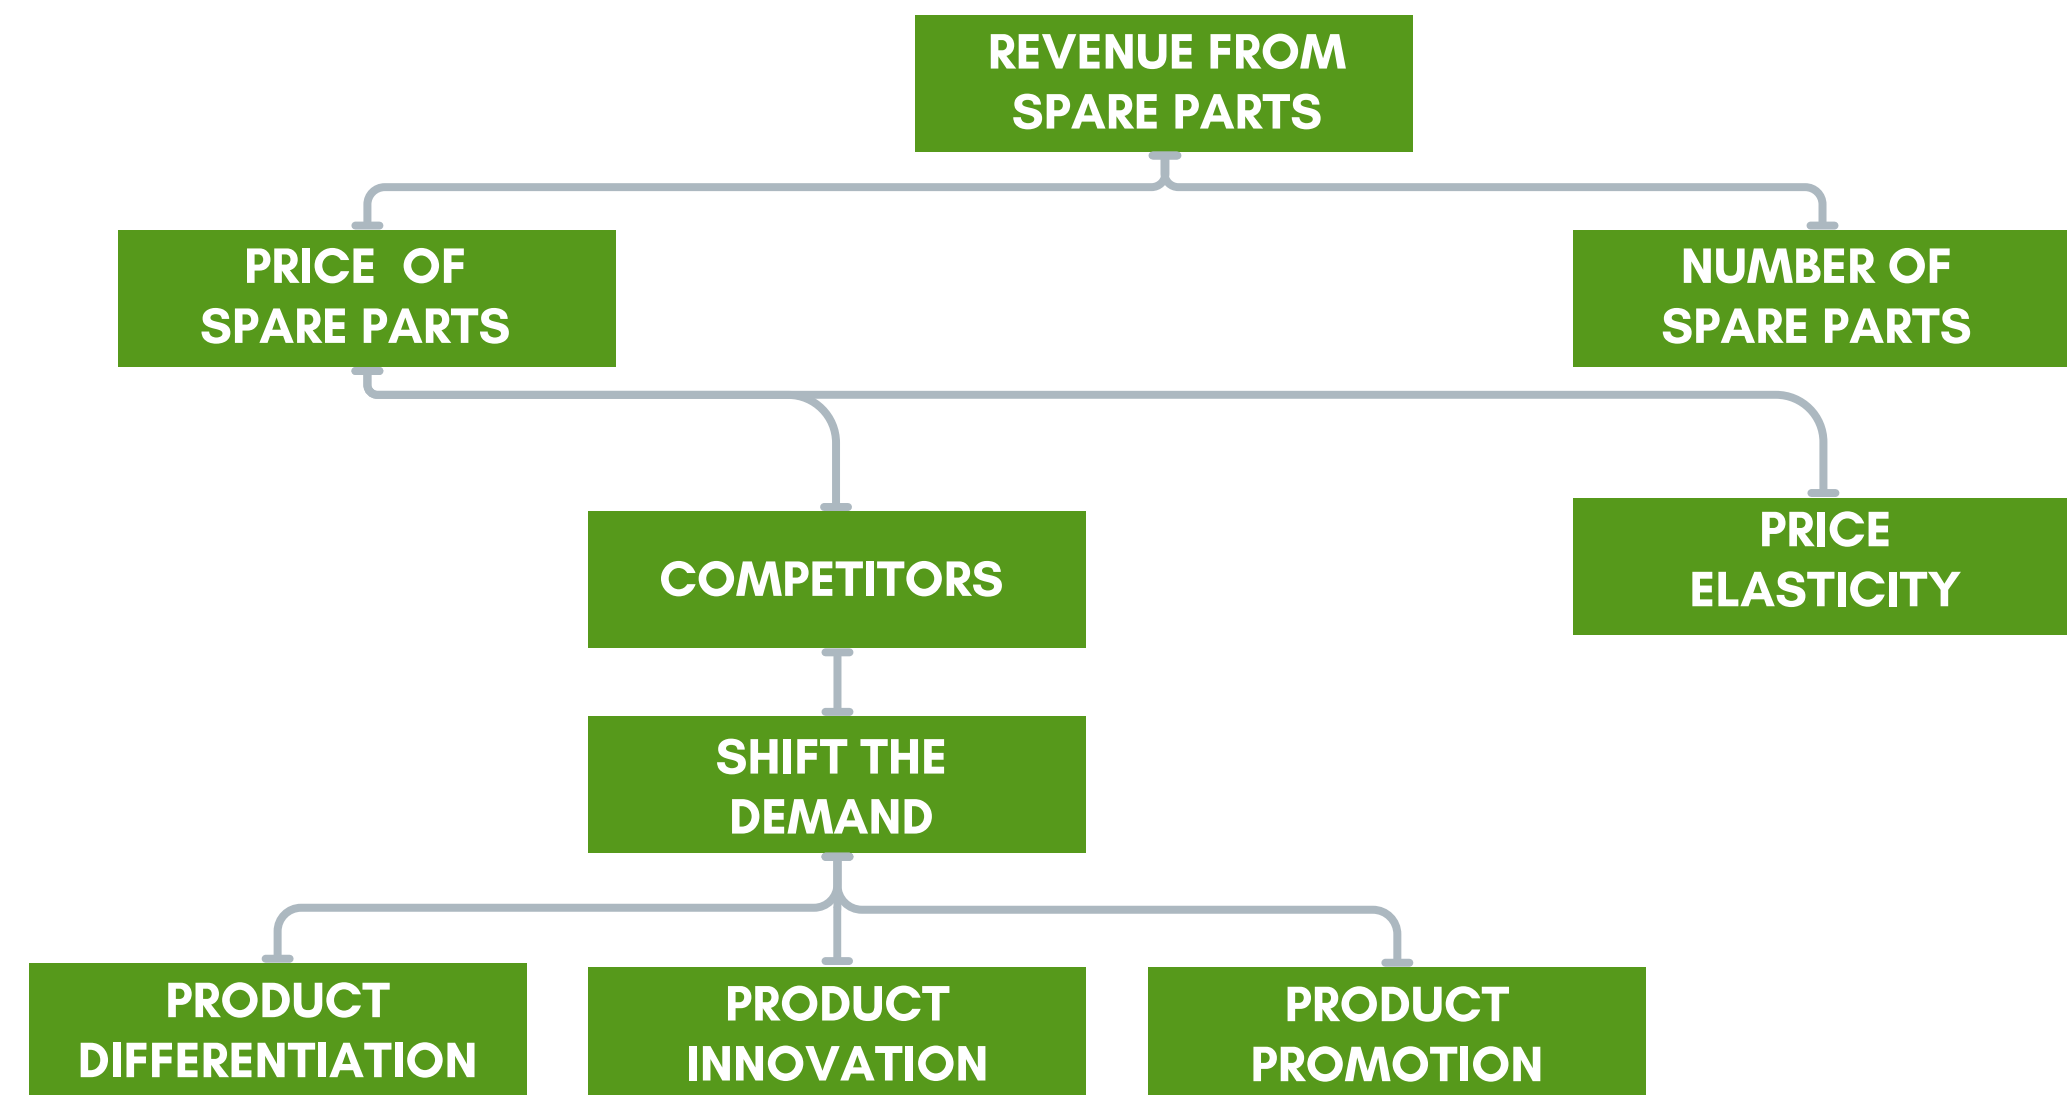 REVENUE FROM
SPARE PARTS
PRICE OF
SPARE PARTS
NUMBER OF
SPARE PARTS
COMPETITORS
PRICE
ELASTICITY
SHIFT THE
DEMAND
PRODUCT
DIFFERENTIATION
PRODUCT
INNOVATION
PRODUCT
PROMOTION